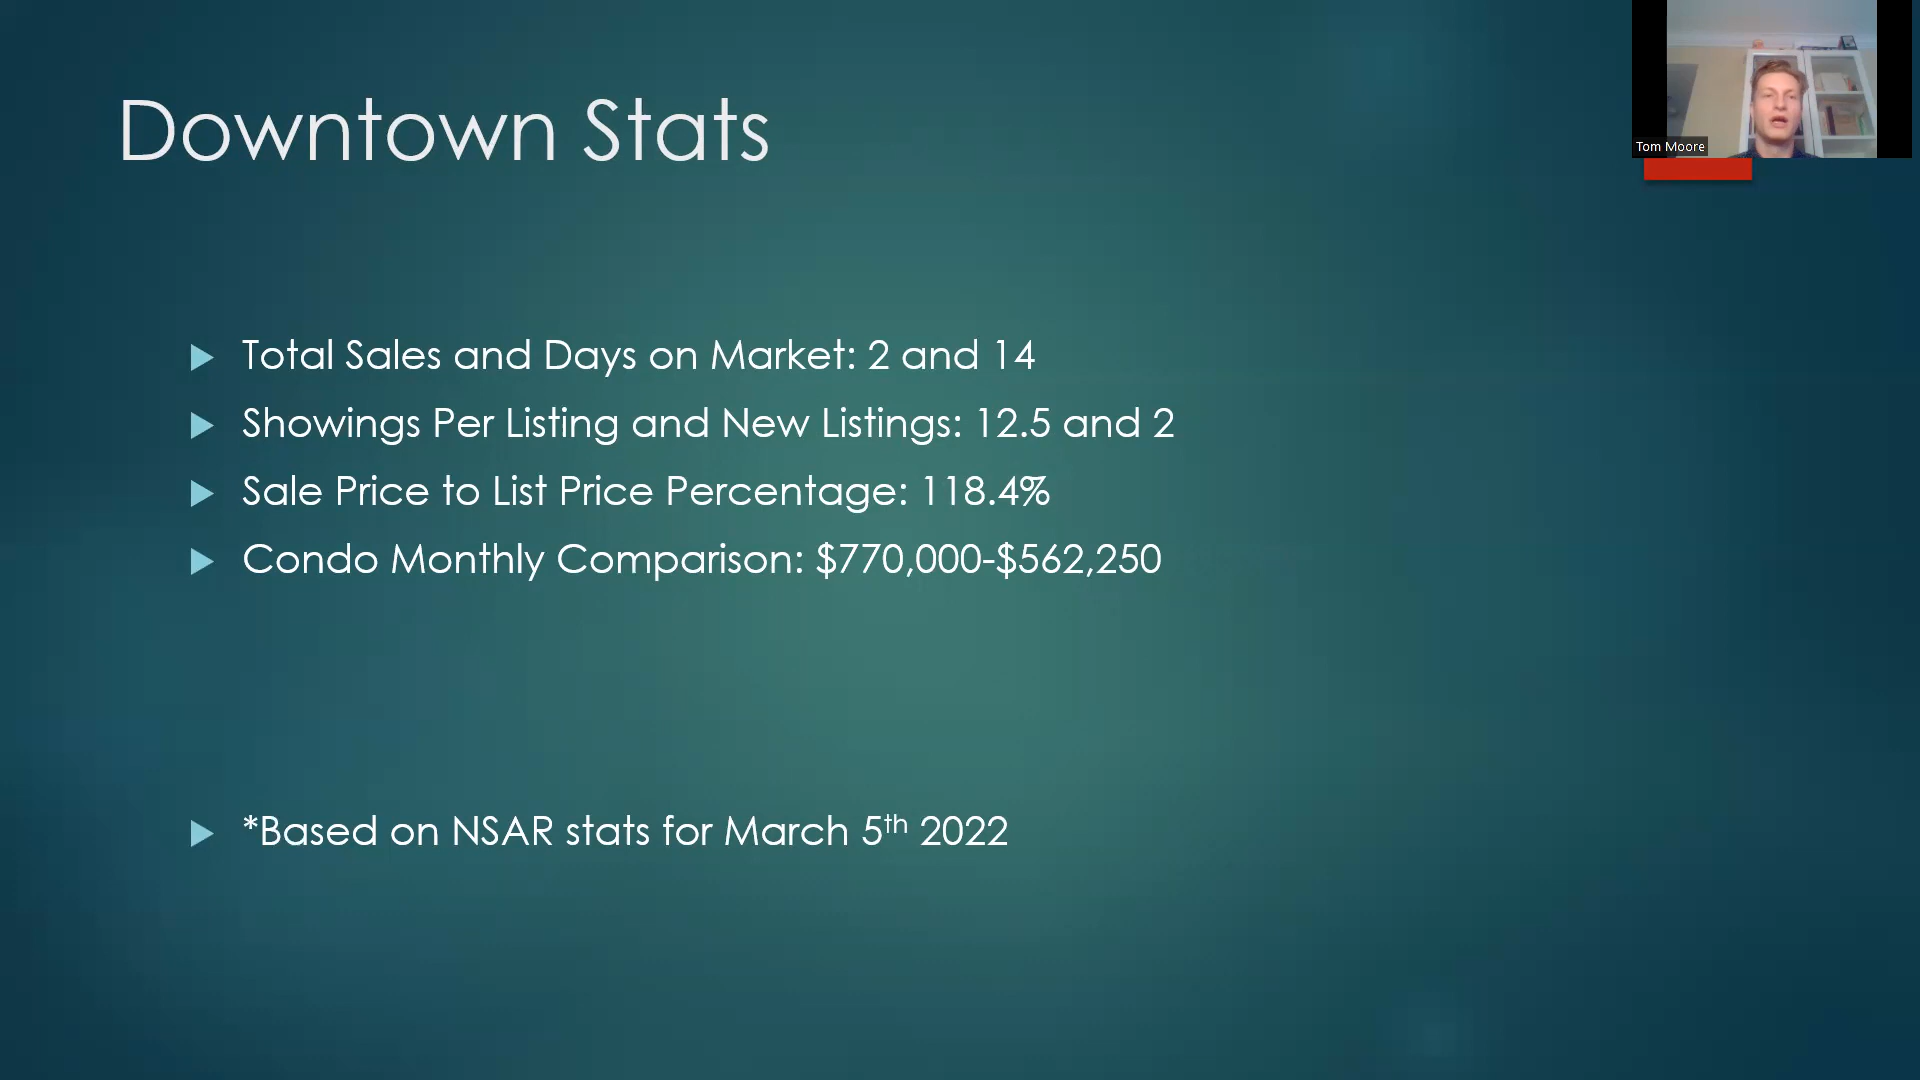 Downtown Stats
Tom Moore
Total Sales and Days on Market: 2 and 14
Showings Per Listing and New Listings: 12.5 and 2
Sale Price to List Price Percentage: 118.4%
Condo Monthly Comparison: $770,000-$562,250
*Based on NSAR stats for March 5th 2022